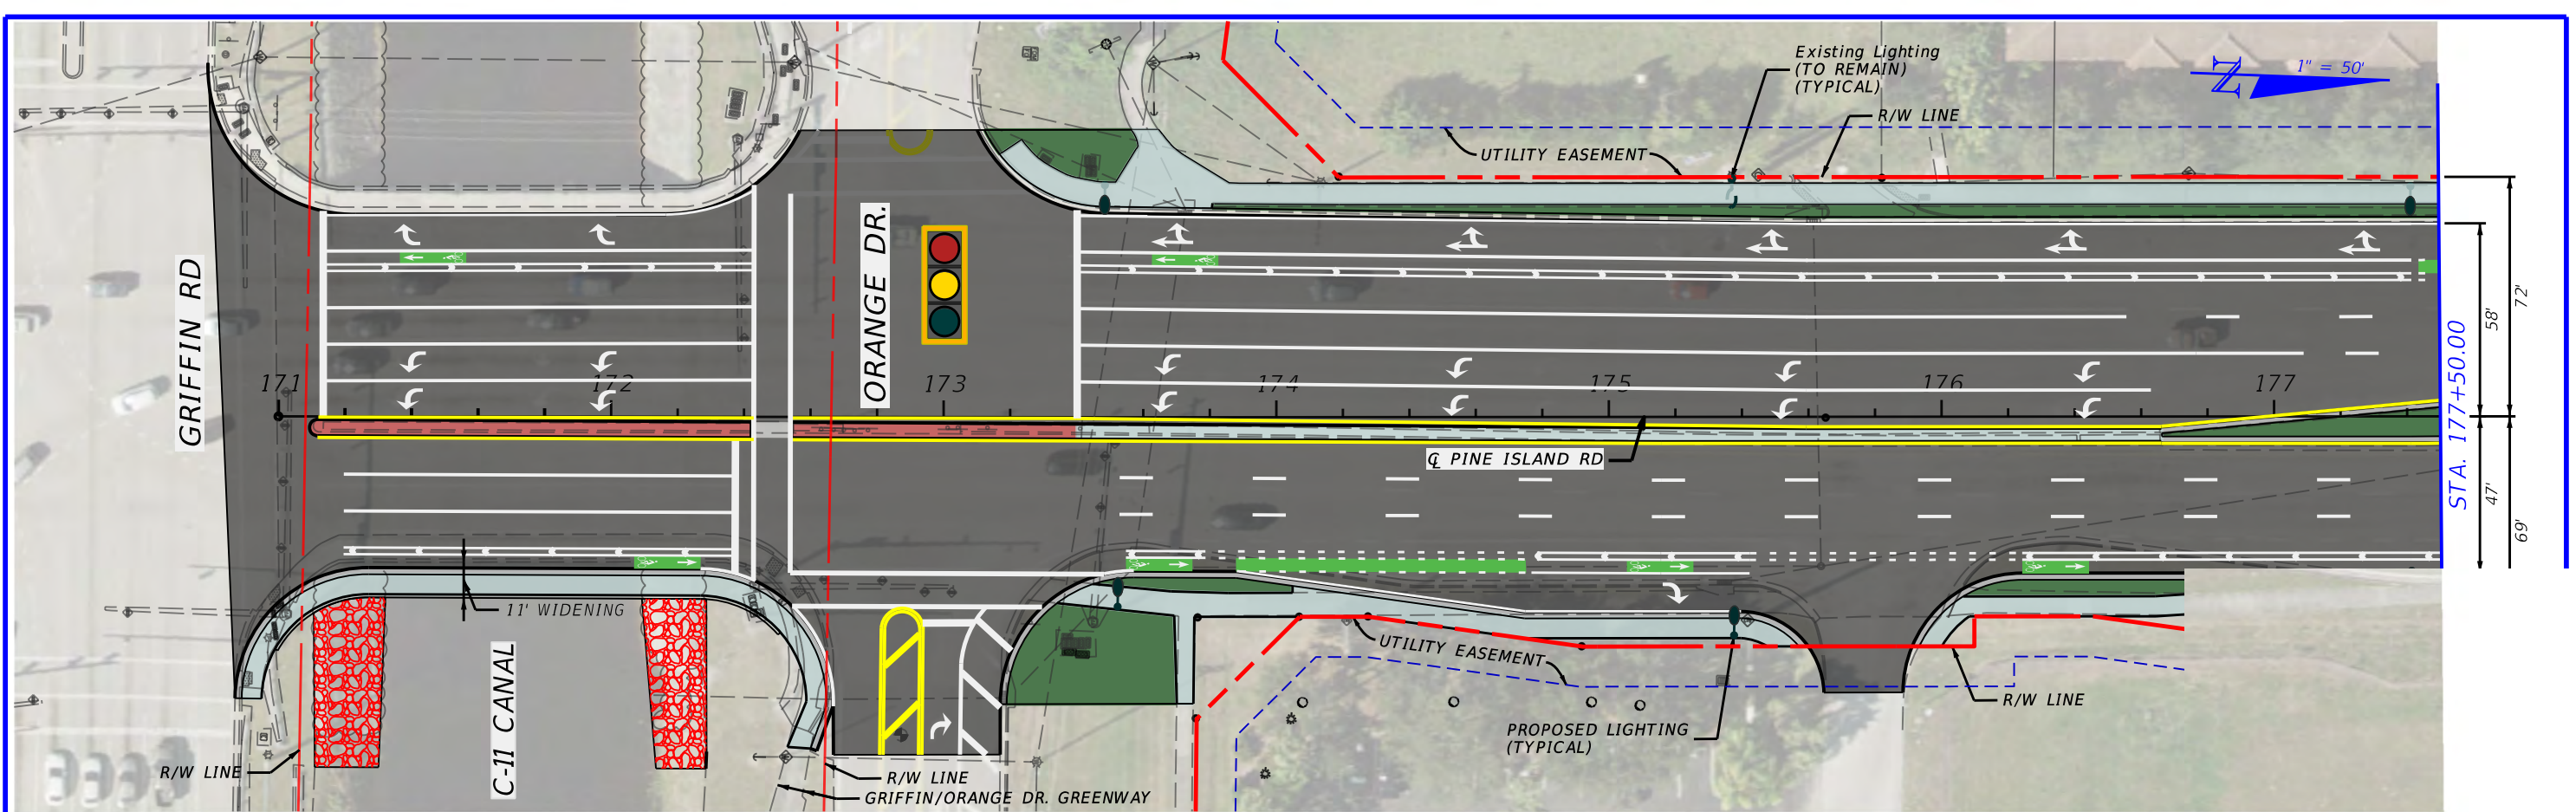 Existing Lighting
(TO REMAIN)
(TYPICAL)
R/W LINE
UTILITY EASEMENT
N
1" = 50'
GRIFFIN RD
ORANGE DR.
171
172
173
174
175
176
177
℄ PINE ISLAND RD
STA. 177+50.00
58'
72'
47'
69'
11' WIDENING
C-11 CANAL
UTILITY EASEMENT
PROPOSED LIGHTING
(TYPICAL)
R/W LINE
R/W LINE
R/W LINE
GRIFFIN/ORANGE DR. GREENWAY